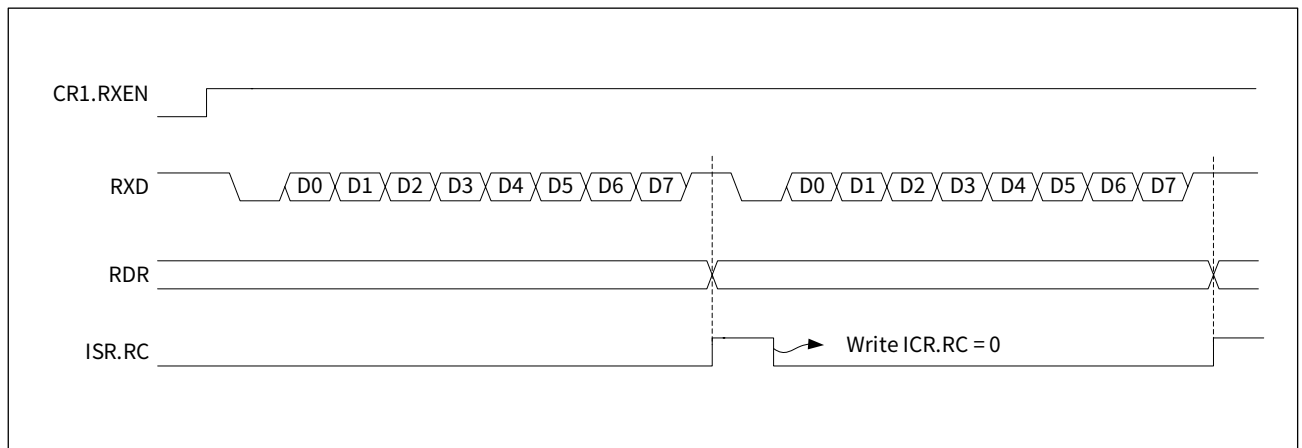 CR1.RXEN
RXD D0 D1 D2 D3 D4 D5 D6 D7 D0 D1 D2 D3 D4 D5 D6 D7
RDR
ISR.RC Write ICR.RC = 0